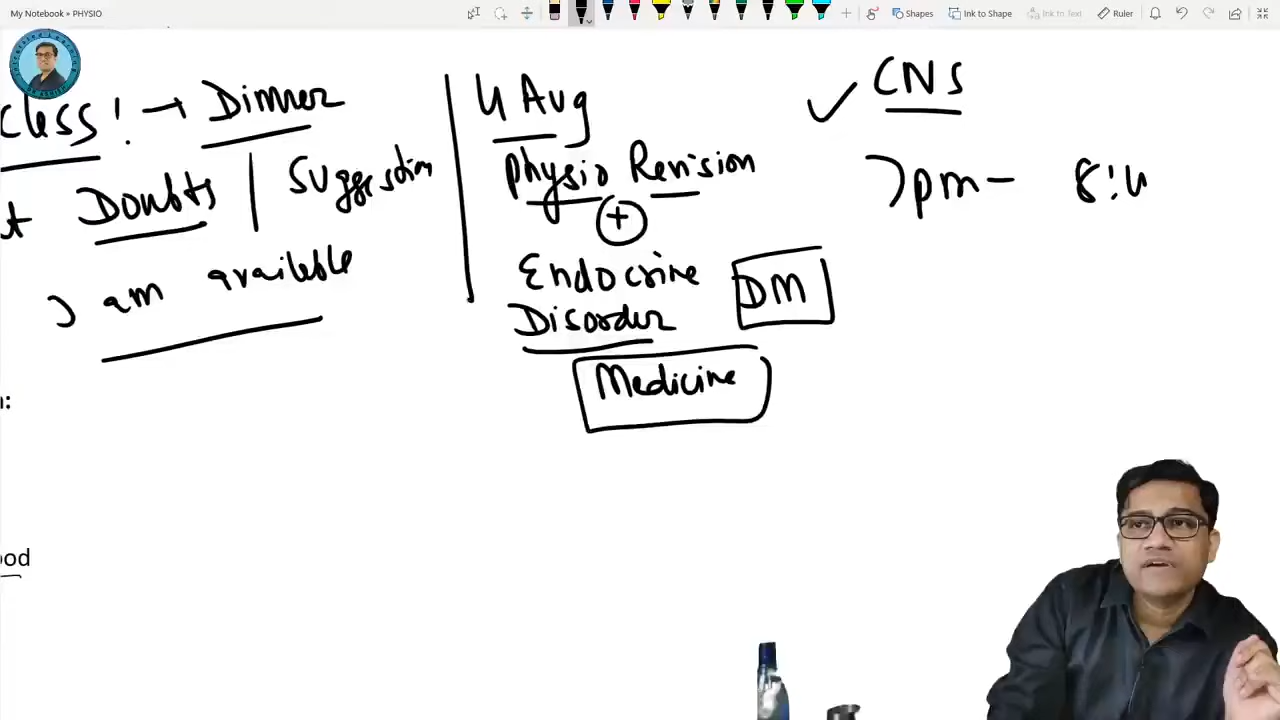 My Notebook » PHYSIO
Shapes
Ink to Shape
Ink to Text
Ruler
class! → Dinner
Doubts | Suggestion
I am available
4 Aug
Physio Revision
+
Endocrine
Disorder
DM
Medicine
✓ CNS
7pm - 8:4
n:
ood